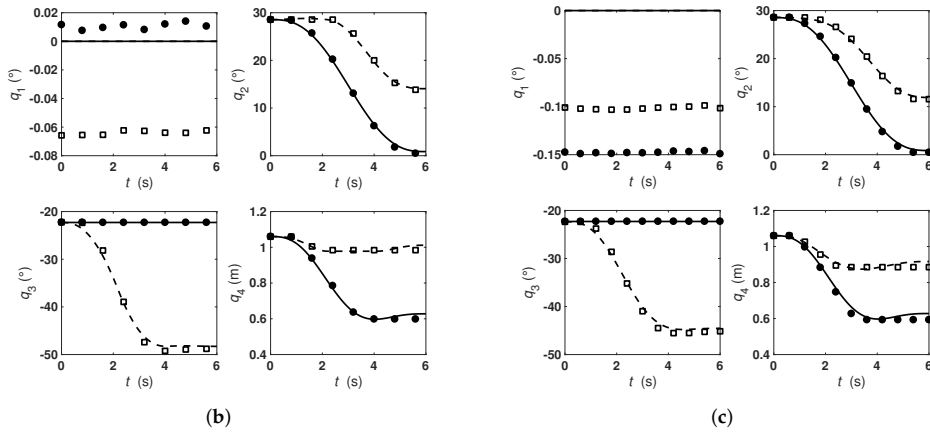 0.02
0
-0.02
-0.04
-0.06
-0.08
q1 (°)
0 2 4 6
t (s)
30
20
10
0
q2 (°)
0 2 4 6
t (s)
-20
-30
-40
-50
q3 (°)
0 2 4 6
t (s)
1.2
1
0.8
0.6
0.4
q4 (m)
0 2 4 6
t (s)
(b)
0
-0.05
-0.1
-0.15
q1 (°)
0 2 4 6
t (s)
30
20
10
0
q2 (°)
0 2 4 6
t (s)
-20
-30
-40
-50
q3 (°)
0 2 4 6
t (s)
1.2
1
0.8
0.6
0.4
q4 (m)
0 2 4 6
t (s)
(c)